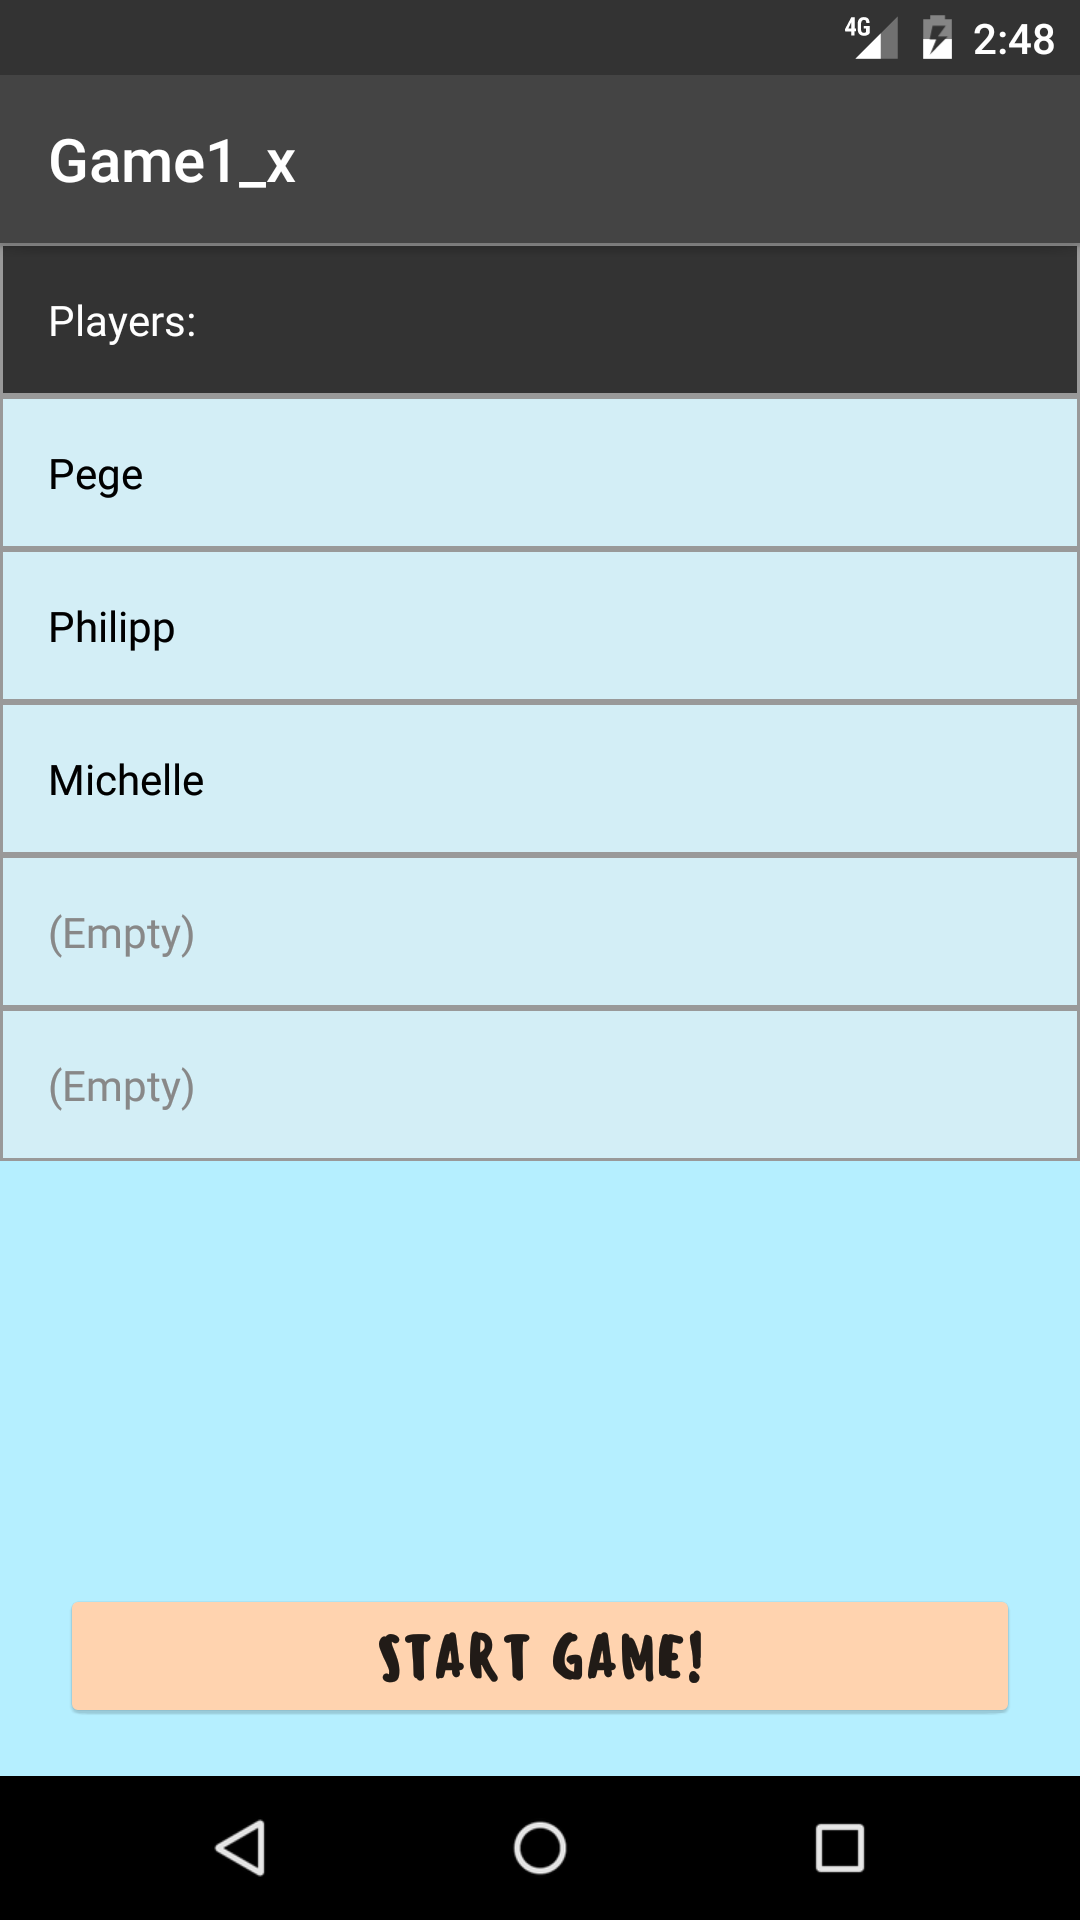 4G 2:48
Game1_x
Players:
Pege
Philipp
Michelle
(Empty)
(Empty)
START GAME!